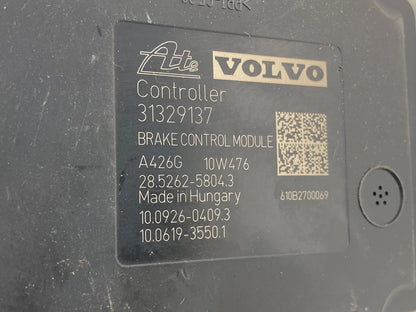 Ate VOLVO
Controller
31329137
BRAKE CONTROL MODULE
A426G 10W476
28.5262-5804.3
Made in Hungary 610B2700069
10.0926-0409.3
10.0619-3550.1